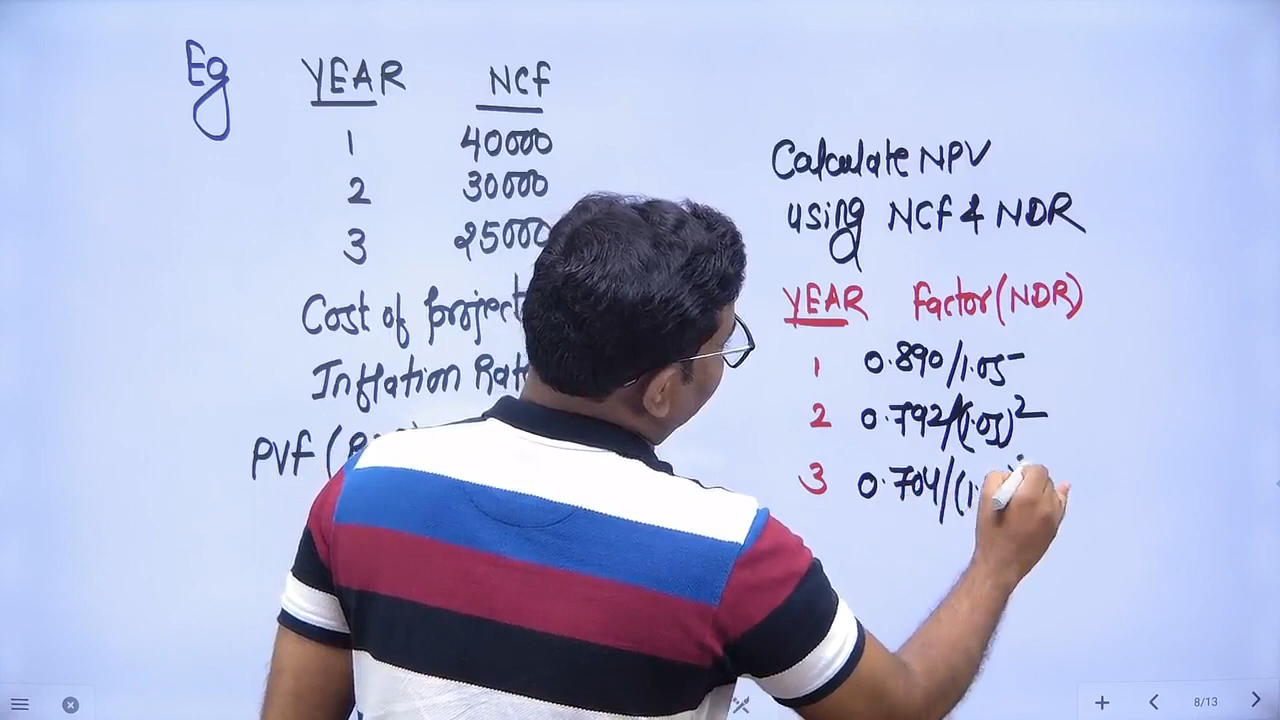 Eg YEAR NCf
1 40000
2 30000
3 25000
Cost of project
Inflation Rate
PVf (
Calculate NPV
using NCf & NDR
YEAR factor (NDR)
1 0.890/1.05
2 0.792/(1.05)2
3 0.704/(1.
8/13